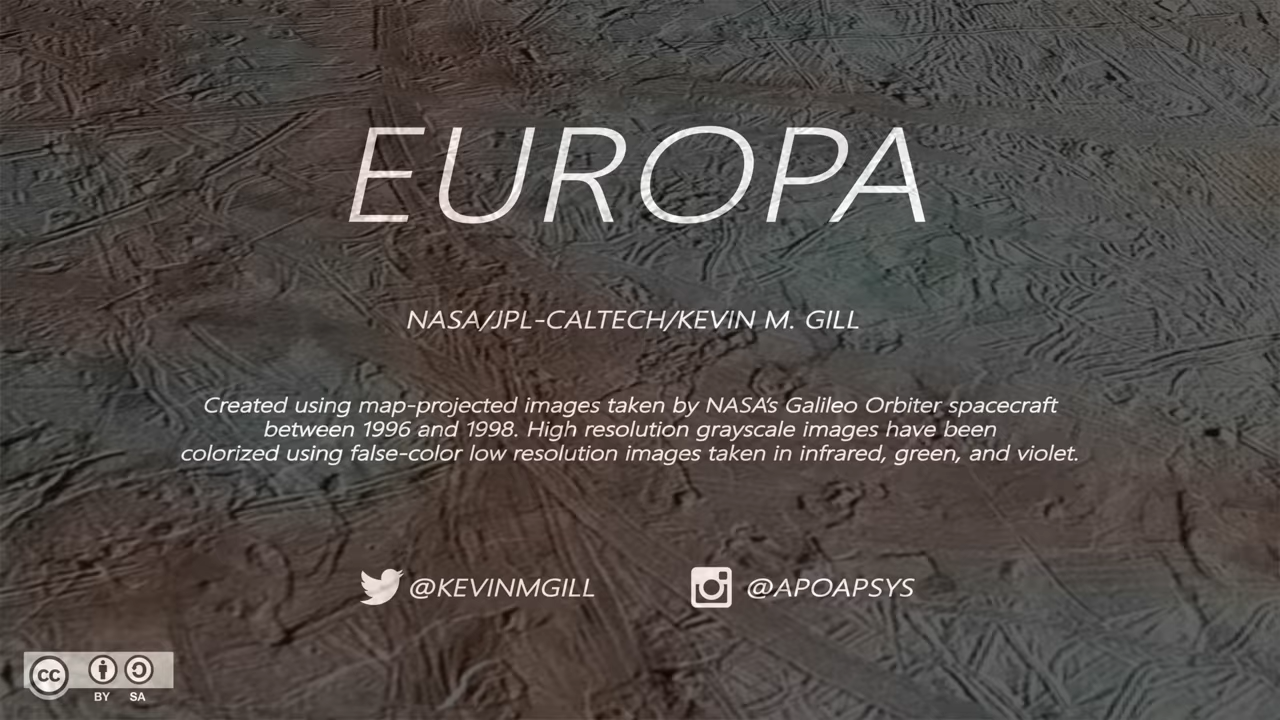 EUROPA
NASA/JPL-CALTECH/KEVIN M. GILL
Created using map-projected images taken by NASA's Galileo Orbiter spacecraft
between 1996 and 1998. High resolution grayscale images have been
colorized using false-color low resolution images taken in infrared, green, and violet.
@KEVINMGILL
@APOAPSYS
cc
BY SA